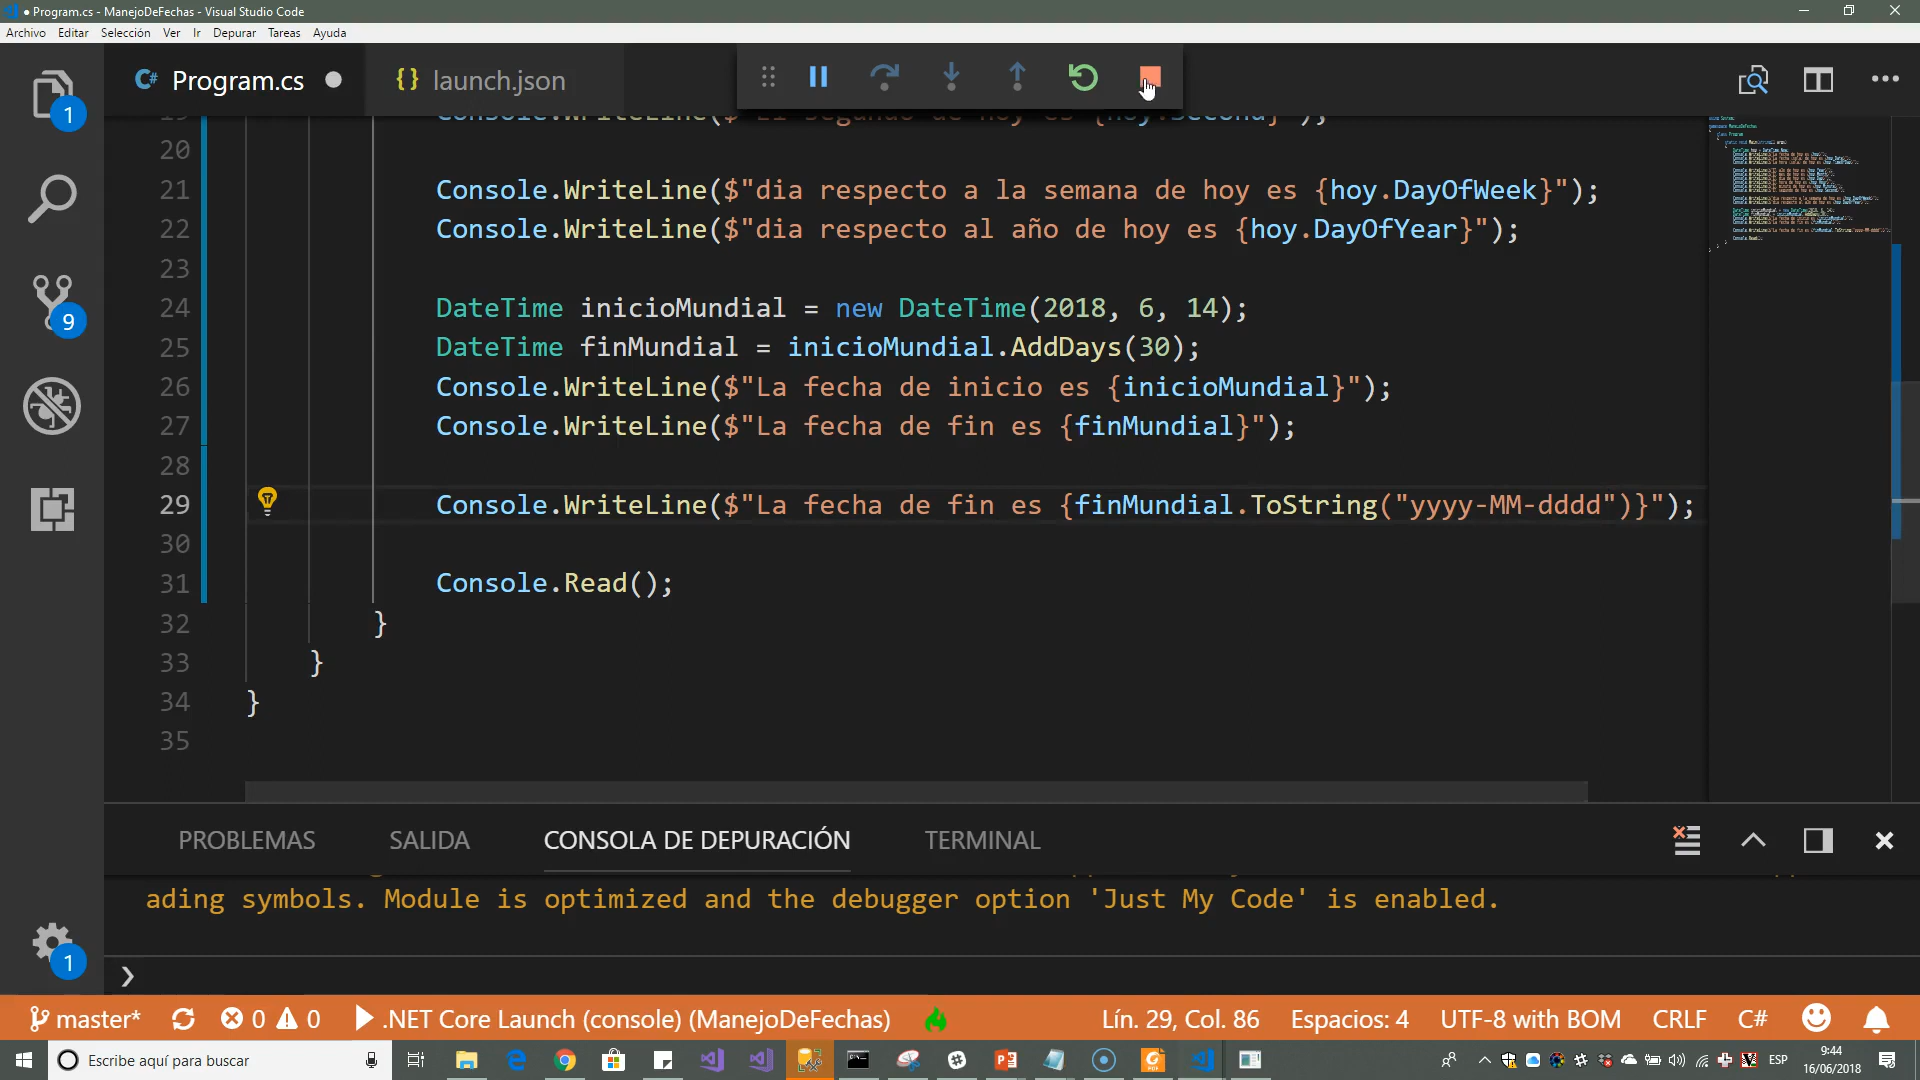 Program.cs - ManejoDeFechas - Visual Studio Code
Archivo Editar Selección Ver Ir Depurar Tareas Ayuda
C# Program.cs
{} launch.json
1
20
21 Console.WriteLine($"dia respecto a la semana de hoy es {hoy.DayOfWeek}");
22 Console.WriteLine($"dia respecto al año de hoy es {hoy.DayOfYear}");
23
24 DateTime inicioMundial = new DateTime(2018, 6, 14);
25 DateTime finMundial = inicioMundial.AddDays(30);
26 Console.WriteLine($"La fecha de inicio es {inicioMundial}");
27 Console.WriteLine($"La fecha de fin es {finMundial}");
28
29 Console.WriteLine($"La fecha de fin es {finMundial.ToString("yyyy-MM-dddd")}");
30
31 Console.Read();
32 }
33 }
34 }
35
9
1
PROBLEMAS SALIDA CONSOLA DE DEPURACIÓN TERMINAL
ading symbols. Module is optimized and the debugger option 'Just My Code' is enabled.
master* 0 0 .NET Core Launch (console) (ManejoDeFechas) Lín. 29, Col. 86 Espacios: 4 UTF-8 with BOM CRLF C#
Escribe aquí para buscar
ESP
9:44
16/06/2018